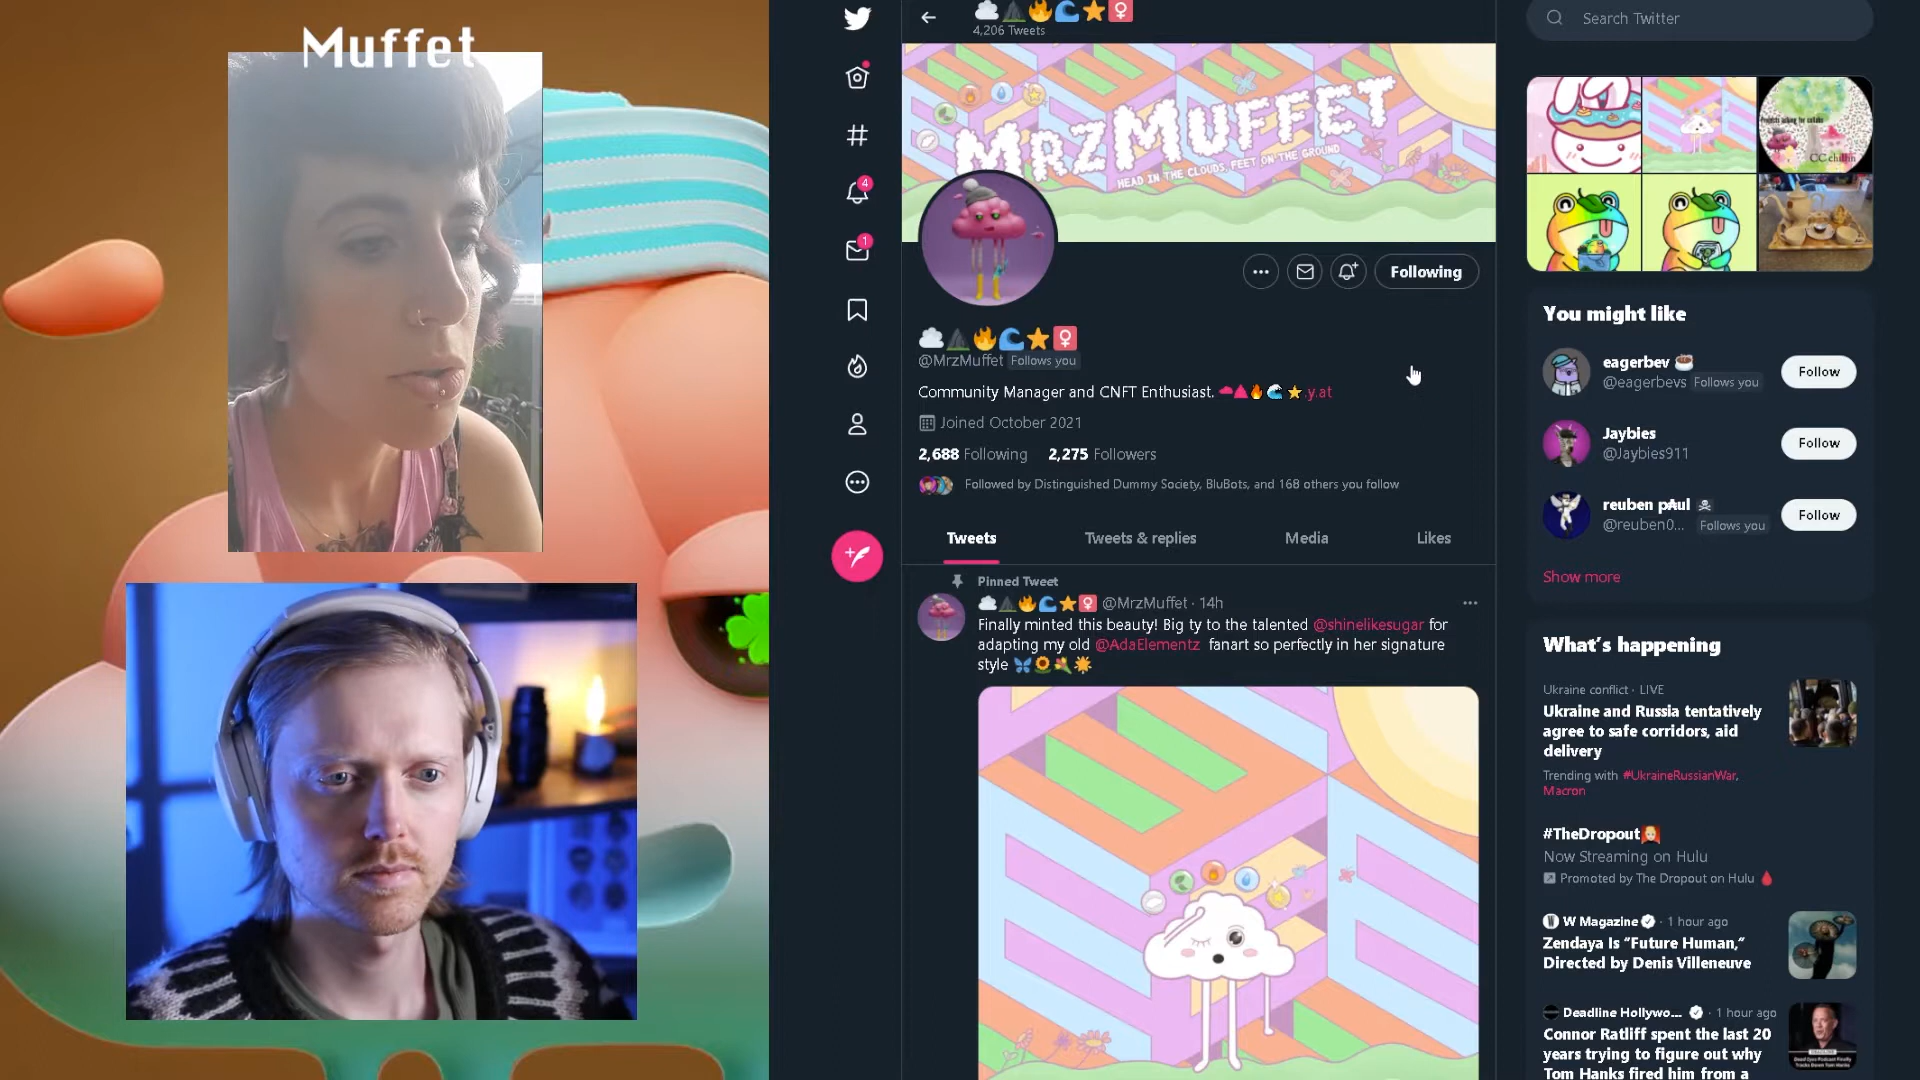 Muffet
4,206 Tweets
Search Twitter
MRZMUFFET
HEAD IN THE CLOUDS, FEET ON THE GROUND
CC chillin
4
1
Following
@MrzMuffet Follows you
Community Manager and CNFT Enthusiast. .y.at
Joined October 2021
2,688 Following 2,275 Followers
Followed by Distinguished Dummy Society, BluBots, and 168 others you follow
Tweets Tweets & replies Media Likes
Pinned Tweet
@MrzMuffet · 14h
Finally minted this beauty! Big ty to the talented @shinelikesugar for
adapting my old @AdaElementz fanart so perfectly in her signature
style
You might like
eagerbev
@eagerbevs Follows you
Follow
Jaybies
@Jaybies911
Follow
reuben pAul
@reuben0... Follows you
Follow
Show more
What's happening
Ukraine conflict · LIVE
Ukraine and Russia tentatively
agree to safe corridors, aid
delivery
Trending with #UkraineRussianWar,
Macron
#TheDropout
Now Streaming on Hulu
Promoted by The Dropout on Hulu
W Magazine · 1 hour ago
Zendaya Is "Future Human,"
Directed by Denis Villeneuve
Deadline Hollywo... · 1 hour ago
Connor Ratliff spent the last 20
years trying to figure out why
Tom Hanks fired him from a